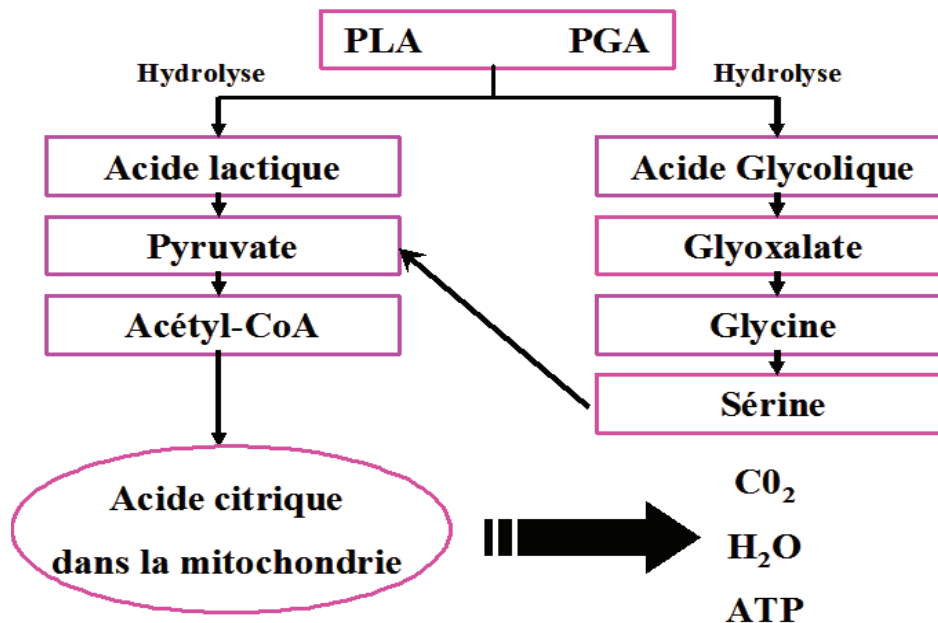 PLA PGA
Hydrolyse
Hydrolyse
Acide lactique
Pyruvate
Acétyl-CoA
Acide Glycolique
Glyoxalate
Glycine
Sérine
Acide citrique
dans la mitochondrie
C0₂
H₂O
ATP